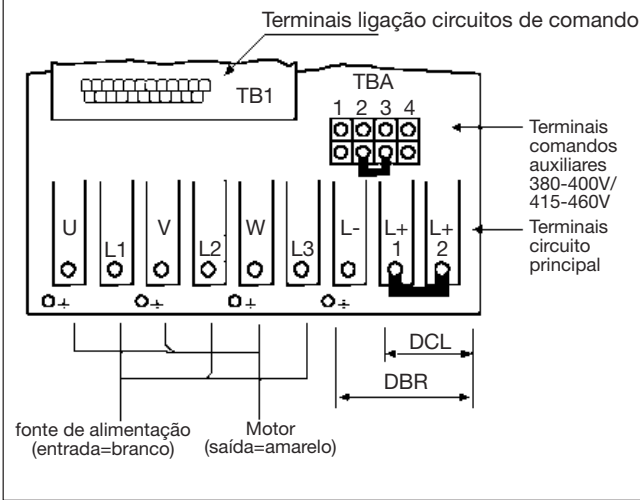 Terminais ligação circuitos de comando
TB1
TBA
1 2 3 4
Terminais
comandos
auxiliares
380-400V/
415-460V
U L1 V L2 W L3 L- L+ 1 L+ 2
Terminais
circuito
principal
DCL
DBR
fonte de alimentação
(entrada=branco)
Motor
(saída=amarelo)